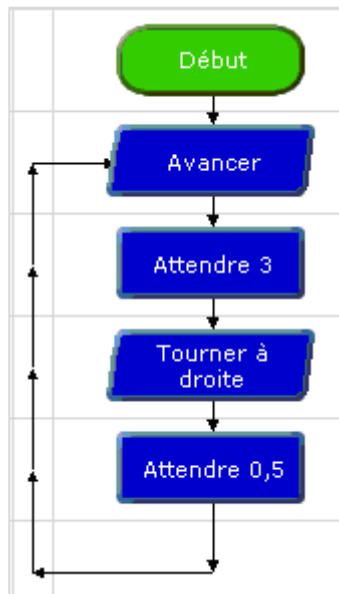 Début
Avancer
Attendre 3
Tourner à
droite
Attendre 0,5